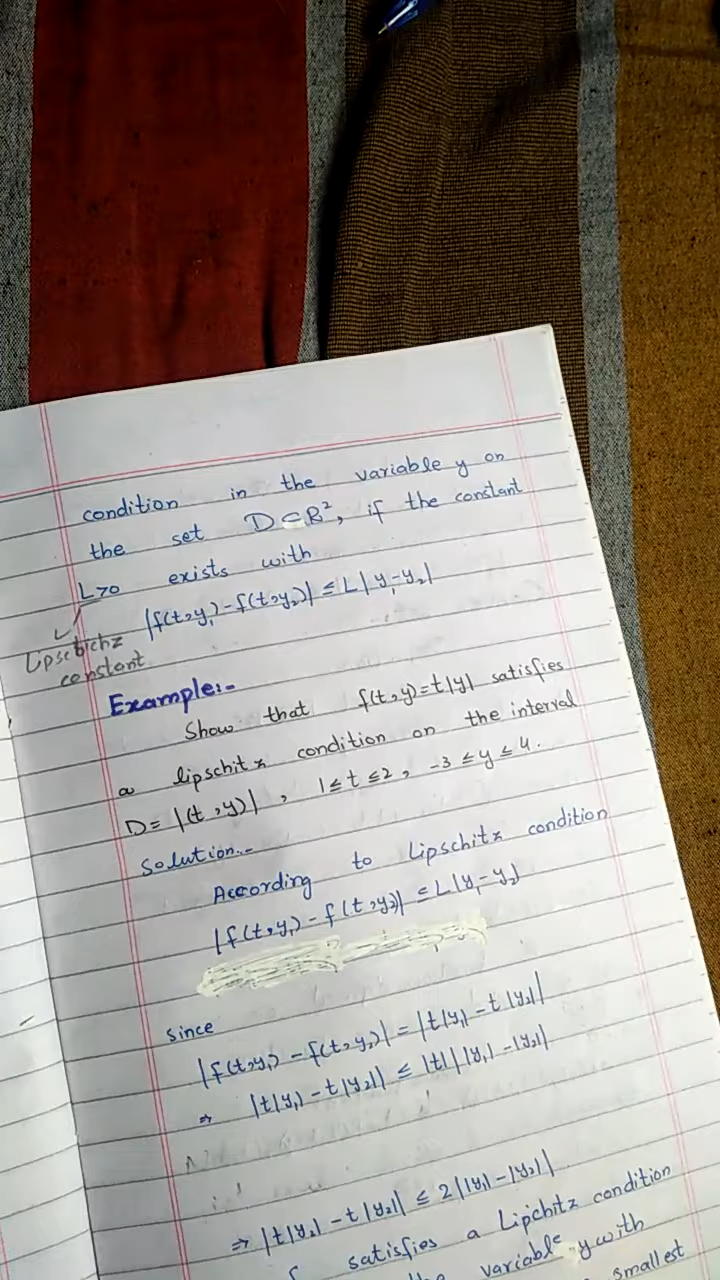 condition in the variable y on
the set D⊂R², if the constant
L>0 exists with
|f(t,y₁)-f(t,y₂)| ≤ L|y₁-y₂|
constant
Example:-
Show that f(t,y)=t|y| satisfies
a lipschitz condition on the interval
D= |(t,y)| , 1≤t≤2, -3≤y≤4.
Solution:-
According to Lipschitz condition
|f(t,y₁) - f(t,y₂)| ≤ L|y₁-y₂|
since
|f(t,y₁) - f(t,y₂)| = |t|y₁| - t|y₂||
⇒ |t|y₁| - t|y₂|| ≤ |t| ||y₁| - |y₂||
⇒ |t|y₁| - t|y₂|| ≤ 2||y₁| - |y₂||
satisfies a Lipchitz condition
variable y with
smallest